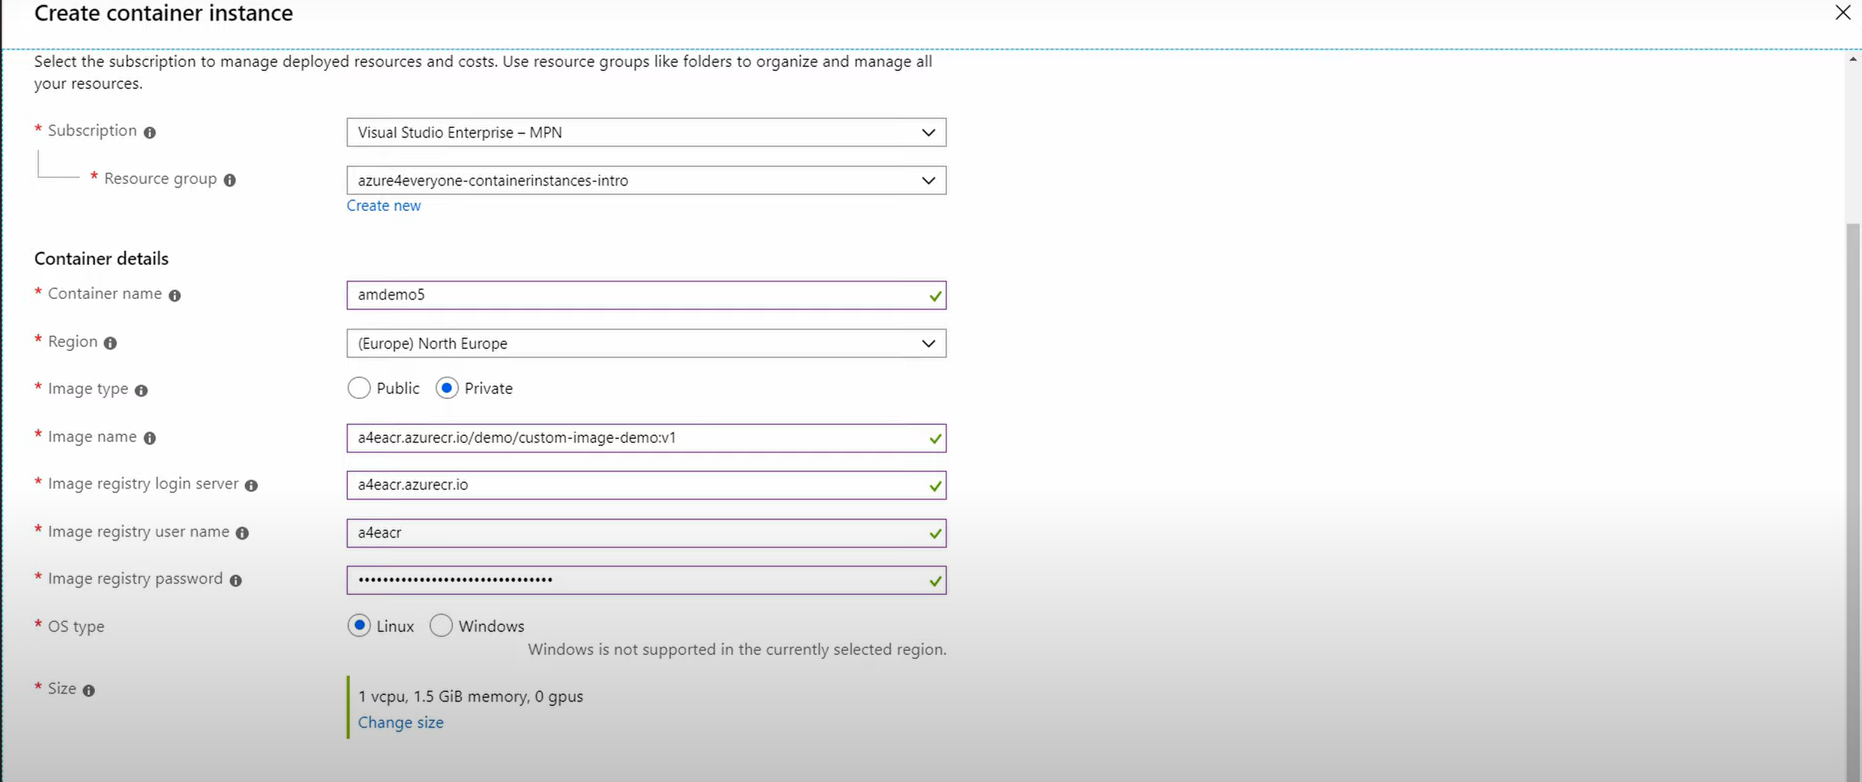 Create container instance
Select the subscription to manage deployed resources and costs. Use resource groups like folders to organize and manage all
your resources.
* Subscription
Visual Studio Enterprise – MPN
* Resource group
azure4everyone-containerinstances-intro
Create new
Container details
* Container name
amdemo5
* Region
(Europe) North Europe
* Image type
Public Private
* Image name
a4eacr.azurecr.io/demo/custom-image-demo:v1
* Image registry login server
a4eacr.azurecr.io
* Image registry user name
a4eacr
* Image registry password
••••••••••••••••••••••••••••••••
* OS type
Linux Windows
Windows is not supported in the currently selected region.
* Size
1 vcpu, 1.5 GiB memory, 0 gpus
Change size